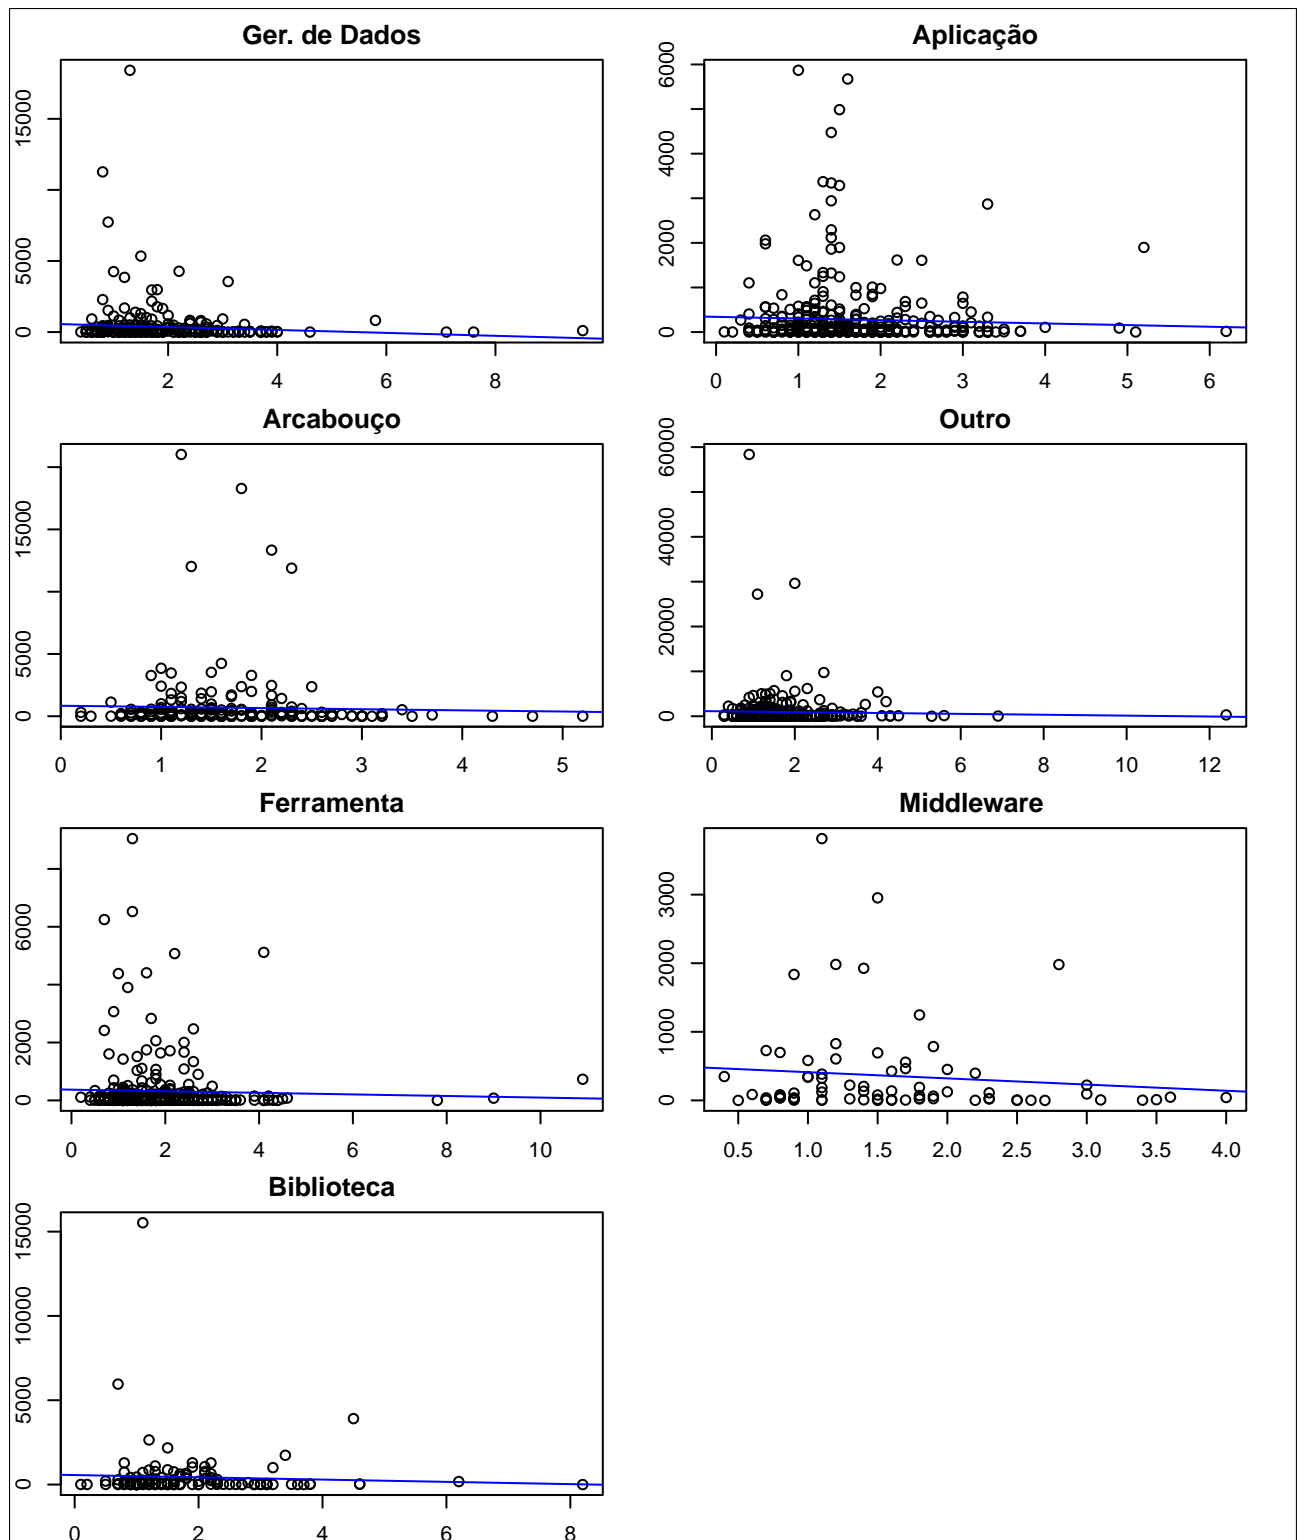 Ger. de Dados
0 5000 15000
2 4 6 8
Aplicação
0 2000 4000 6000
0 1 2 3 4 5 6
Arcabouço
0 5000 15000
0 1 2 3 4 5
Outro
0 20000 40000 60000
0 2 4 6 8 10 12
Ferramenta
0 2000 6000
0 2 4 6 8 10
Middleware
0 1000 2000 3000
0.5 1.0 1.5 2.0 2.5 3.0 3.5 4.0
Biblioteca
0 5000 10000 15000
0 2 4 6 8